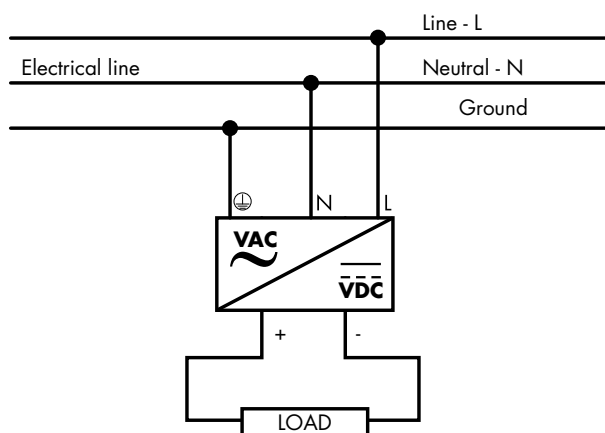 Line - L
Electrical line
Neutral - N
Ground
N
L
VAC
VDC
+
-
LOAD